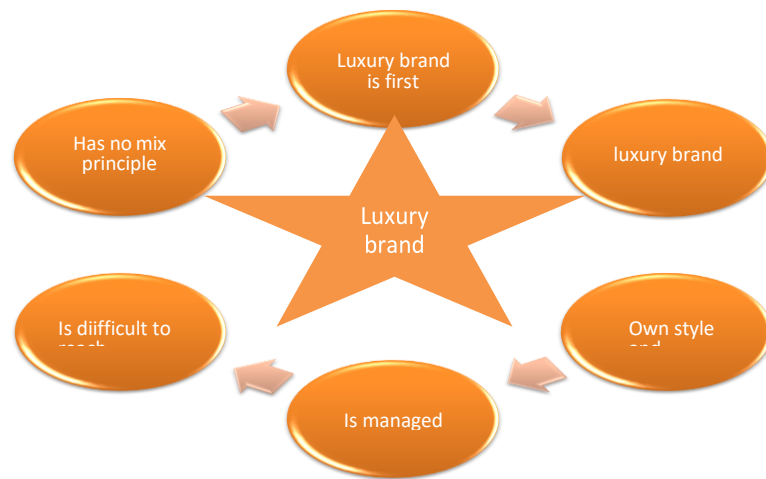 Luxury brand
is first
Has no mix
principle
luxury brand
Luxury
brand
Is diifficult to
Own style
Is managed